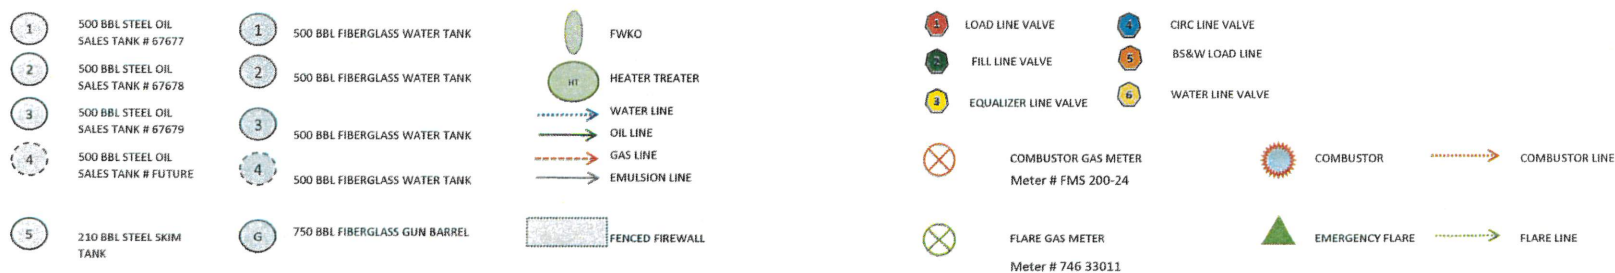 1 500 BBL STEEL OIL
SALES TANK # 67677
2 500 BBL STEEL OIL
SALES TANK # 67678
3 500 BBL STEEL OIL
SALES TANK # 67679
4 500 BBL STEEL OIL
SALES TANK # FUTURE
5 210 BBL STEEL SKIM
TANK
1 500 BBL FIBERGLASS WATER TANK
2 500 BBL FIBERGLASS WATER TANK
3 500 BBL FIBERGLASS WATER TANK
4 500 BBL FIBERGLASS WATER TANK
G 750 BBL FIBERGLASS GUN BARREL
FWKO
HT HEATER TREATER
WATER LINE
OIL LINE
GAS LINE
EMULSION LINE
FENCED FIREWALL
1 LOAD LINE VALVE
2 FILL LINE VALVE
3 EQUALIZER LINE VALVE
4 CIRC LINE VALVE
5 BS&W LOAD LINE
6 WATER LINE VALVE
COMBUSTOR GAS METER
Meter # FMS 200-24
FLARE GAS METER
Meter # 746 33011
COMBUSTOR
COMBUSTOR LINE
EMERGENCY FLARE
FLARE LINE